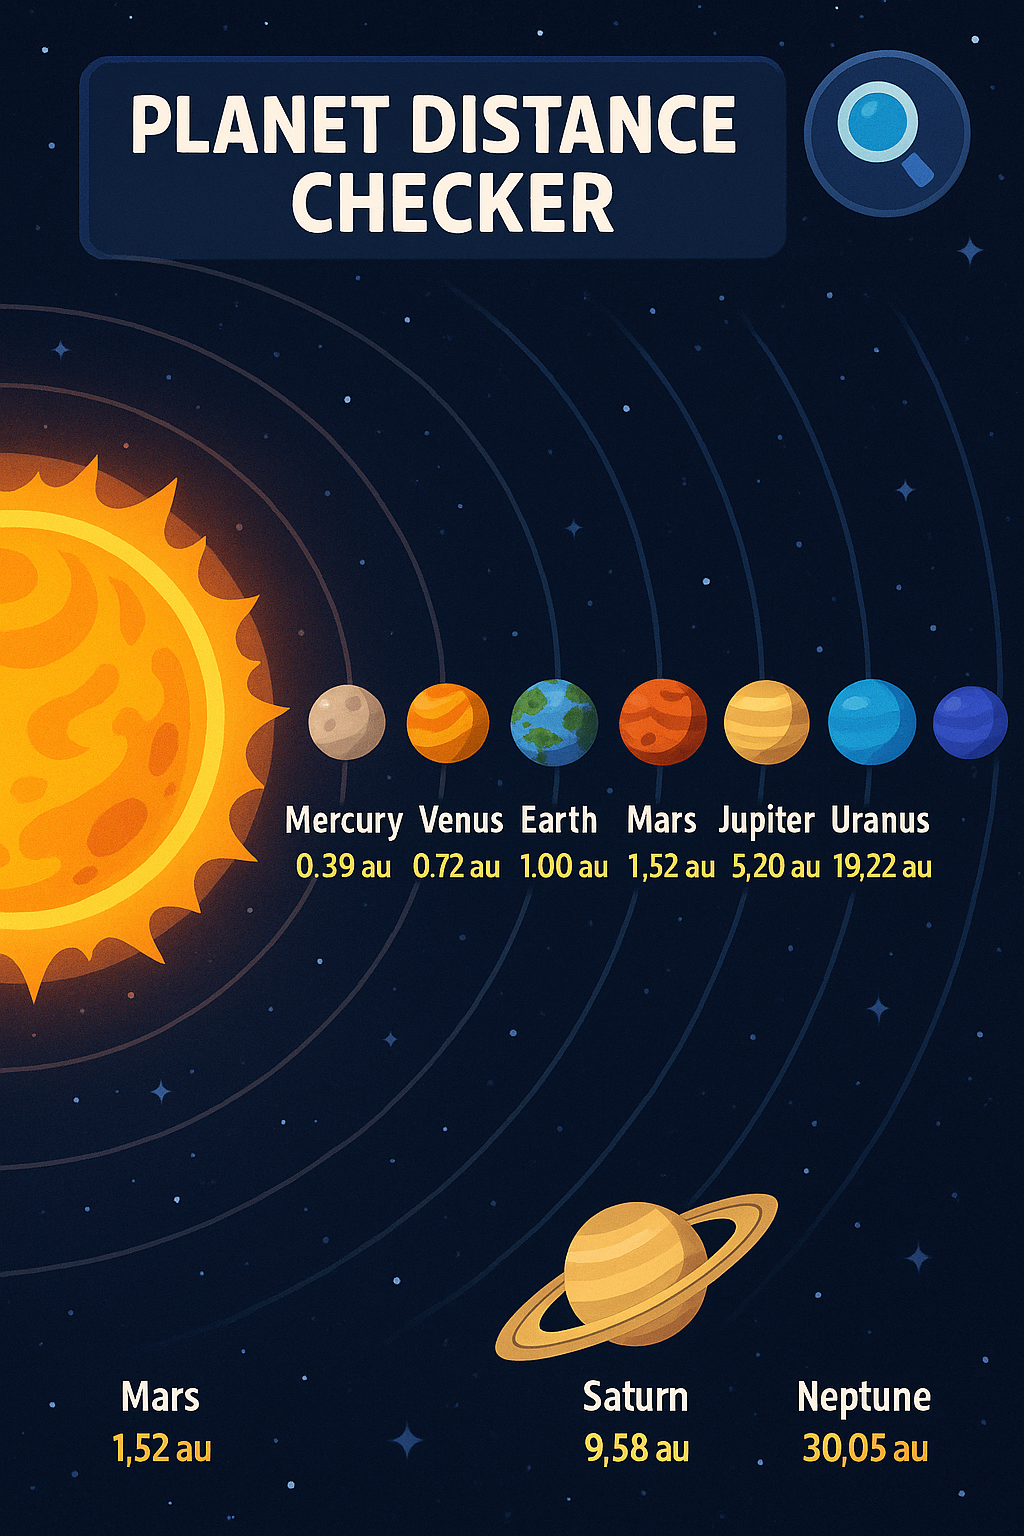 PLANET DISTANCE
CHECKER
Mercury Venus Earth Mars Jupiter Uranus
0.39 au 0.72 au 1.00 au 1,52 au 5,20 au 19,22 au
Mars Saturn Neptune
1,52 au 9,58 au 30,05 au